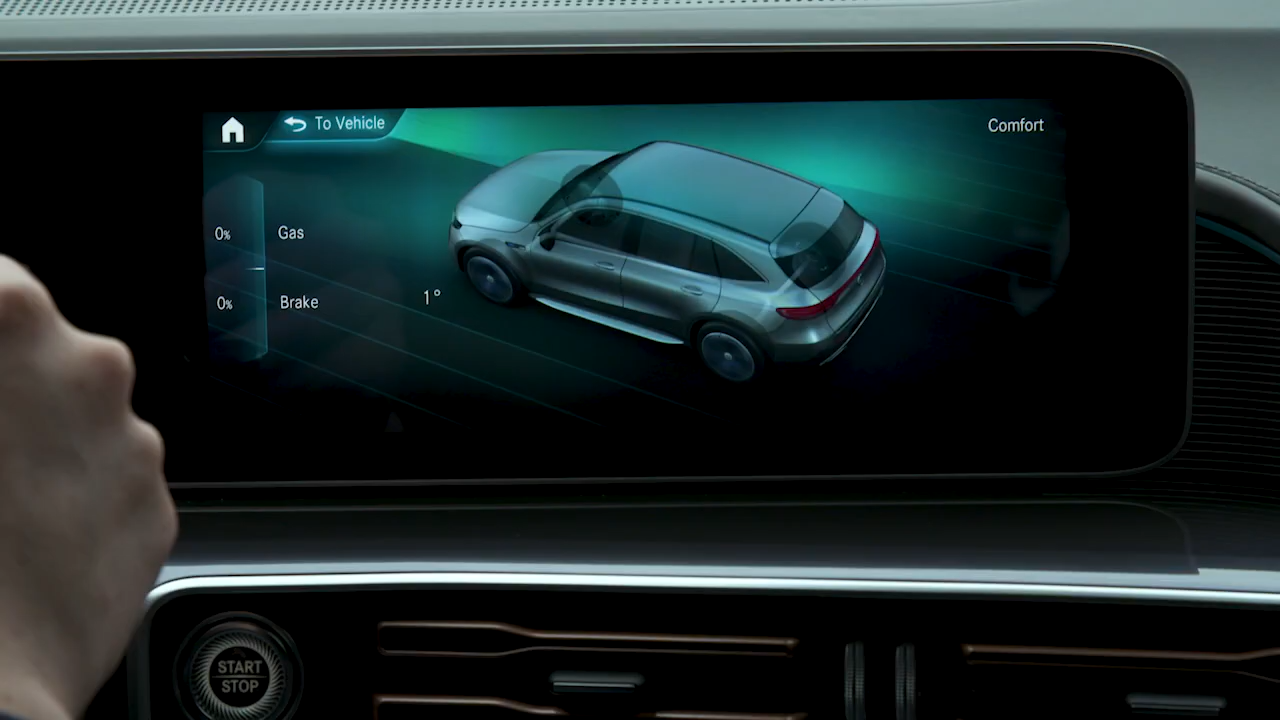 To Vehicle
Comfort
0% Gas
0% Brake
1°
START
STOP